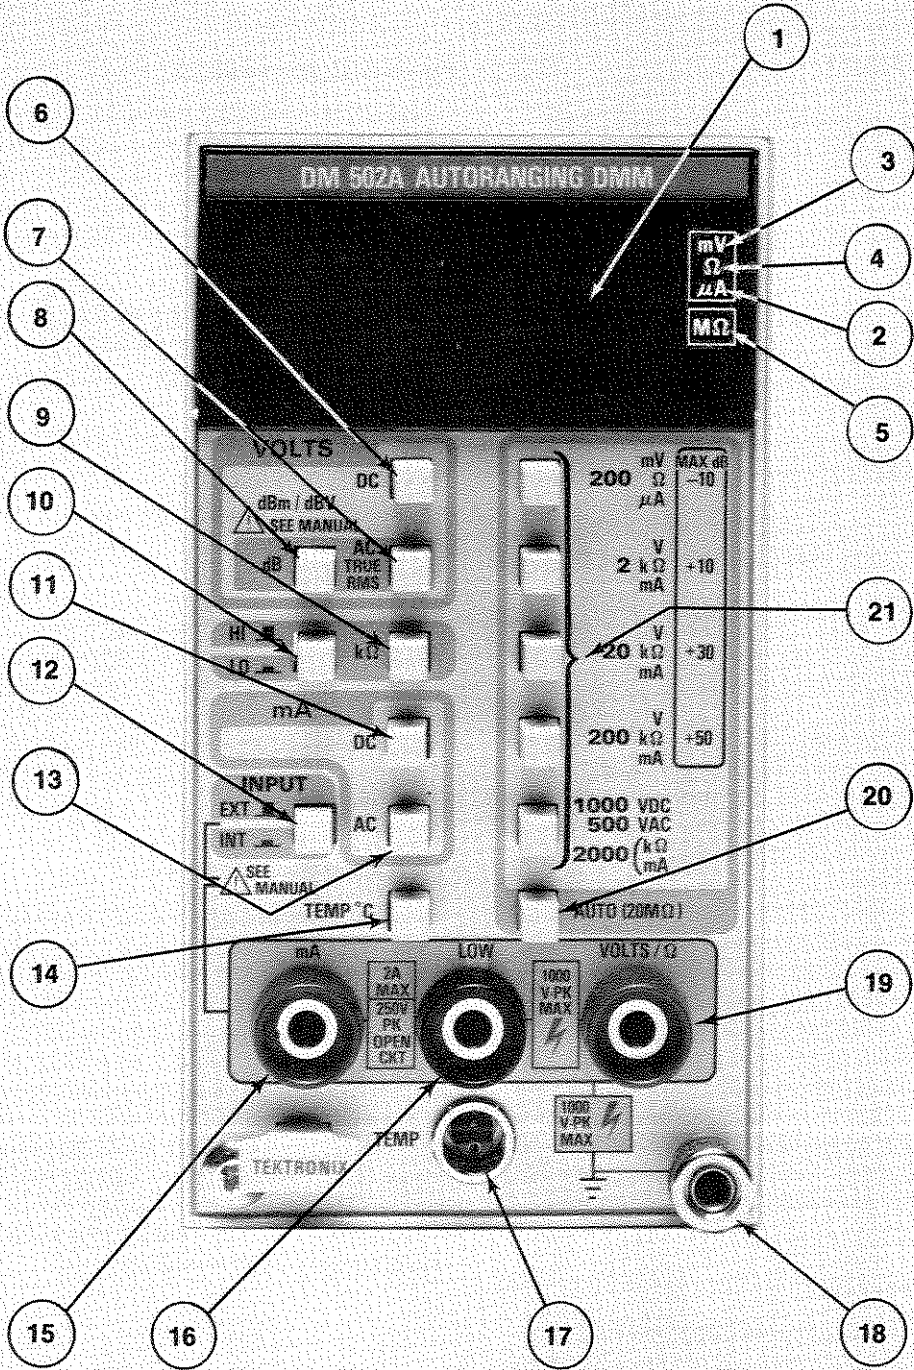 1
6
DM 502A AUTORANGING DMM
3
7
mV
Ω
4
μA
8
MΩ
2
9
5
VOLTS
DC
200 mV Ω μA
MAX dB
-10
10
dBm / dBV
SEE MANUAL
dB
AC
TRUE
RMS
2 V kΩ mA
+10
11
21
HI
LO
kΩ
20 V kΩ mA
+30
12
mA
DC
200 V kΩ mA
+50
13
INPUT
20
EXT
INT
AC
1000 VDC
500 VAC
2000 (kΩ mA
SEE
MANUAL
TEMP °C
AUTO (20MΩ)
14
mA
LOW
VOLTS / Ω
19
2A
MAX
250V
PK
OPEN
CKT
1000
V-PK
MAX
1000
V-PK
MAX
TEMP
TEKTRONIX
15
16
17
18